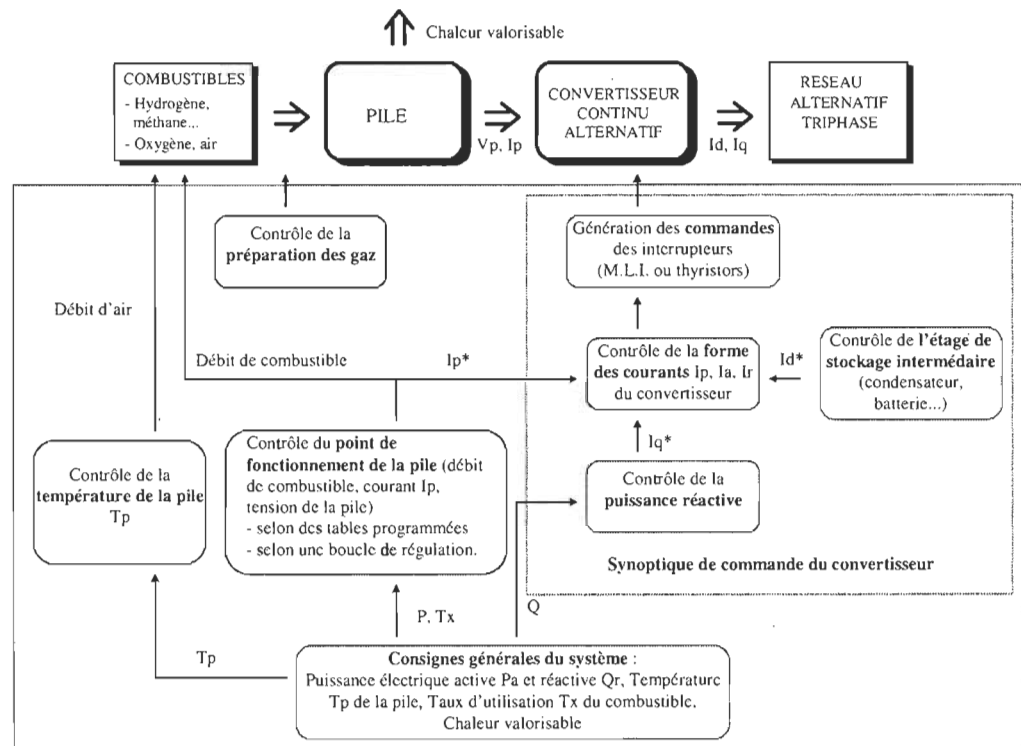 Chaleur valorisable
COMBUSTIBLES
- Hydrogène,
méthane...
- Oxygène, air
PILE
Vp, Ip
CONVERTISSEUR
CONTINU
ALTERNATIF
Id, Iq
RESEAU
ALTERNATIF
TRIPHASE
Contrôle de la
préparation des gaz
Génération des commandes
des interrupteurs
(M.L.I. ou thyristors)
Débit d'air
Débit de combustible
Ip*
Contrôle de la forme
des courants Ip, Ia, Ir
du convertisseur
Id*
Contrôle de l'étage de
stockage intermédaire
(condensateur,
batterie...)
Iq*
Contrôle de la
température de la pile
Tp
Contrôle du point de
fonctionnement de la pile (débit
de combustible, courant Ip,
tension de la pile)
- selon des tables programmées
- selon une boucle de régulation.
Contrôle de la
puissance réactive
Synoptique de commande du convertisseur
Q
P, Tx
Tp
Consignes générales du système :
Puissance électrique active Pa et réactive Qr, Température
Tp de la pile, Taux d'utilisation Tx du combustible.
Chaleur valorisable